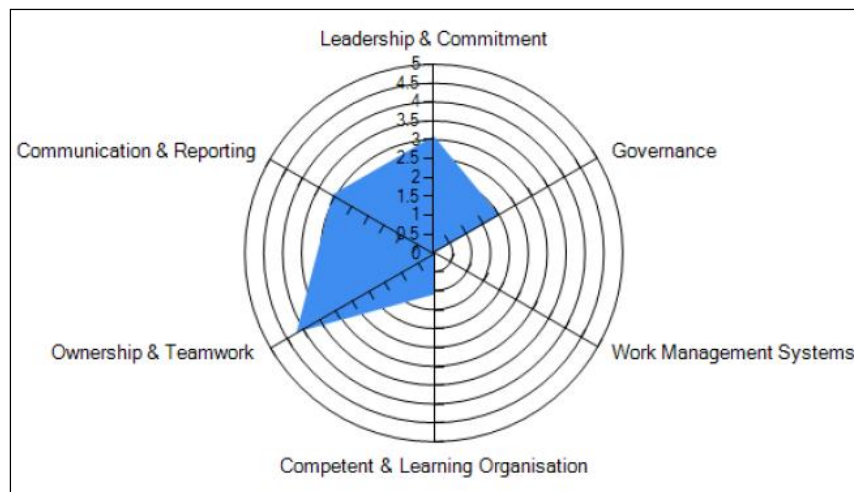 Leadership & Commitment
5
4.5
4
3.5
3
2.5
2
1.5
1
0.5
0
Communication & Reporting
Governance
Ownership & Teamwork
Work Management Systems
Competent & Learning Organisation